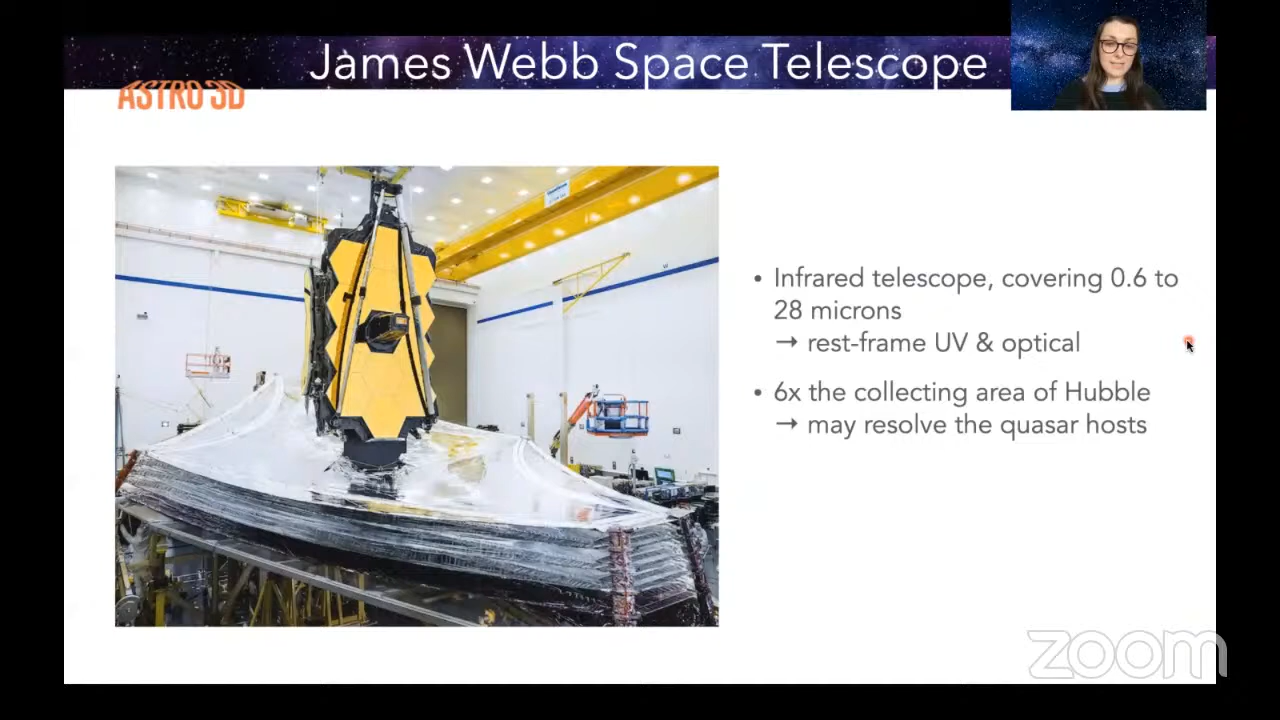 James Webb Space Telescope
ASTRO 3D
• Infrared telescope, covering 0.6 to
28 microns
→ rest-frame UV & optical
• 6x the collecting area of Hubble
→ may resolve the quasar hosts
zoom